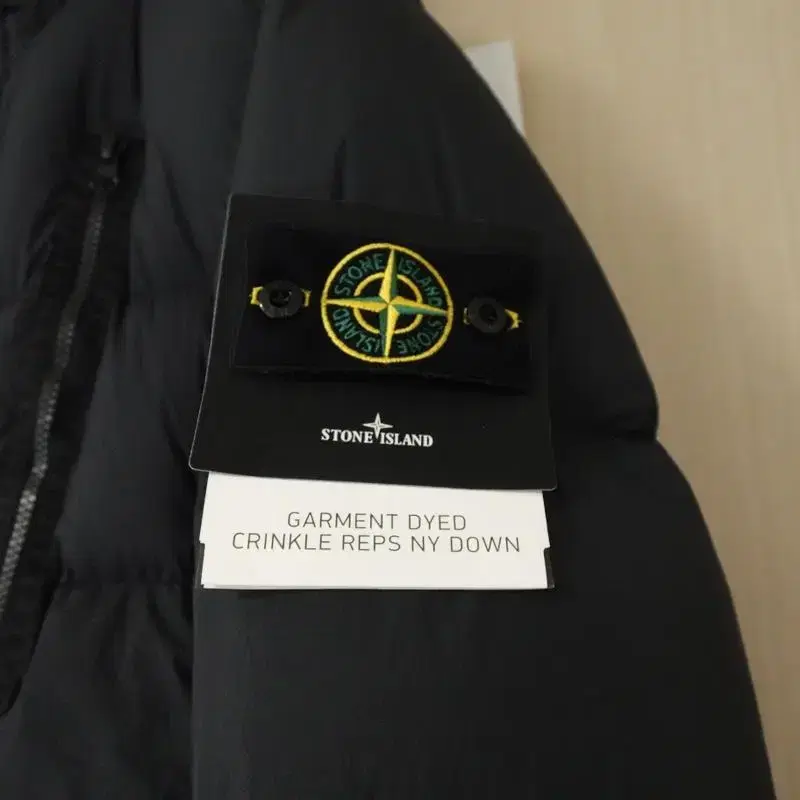 STONE ISLAND STONE ISLAND
STONE ISLAND
GARMENT DYED
CRINKLE REPS NY DOWN